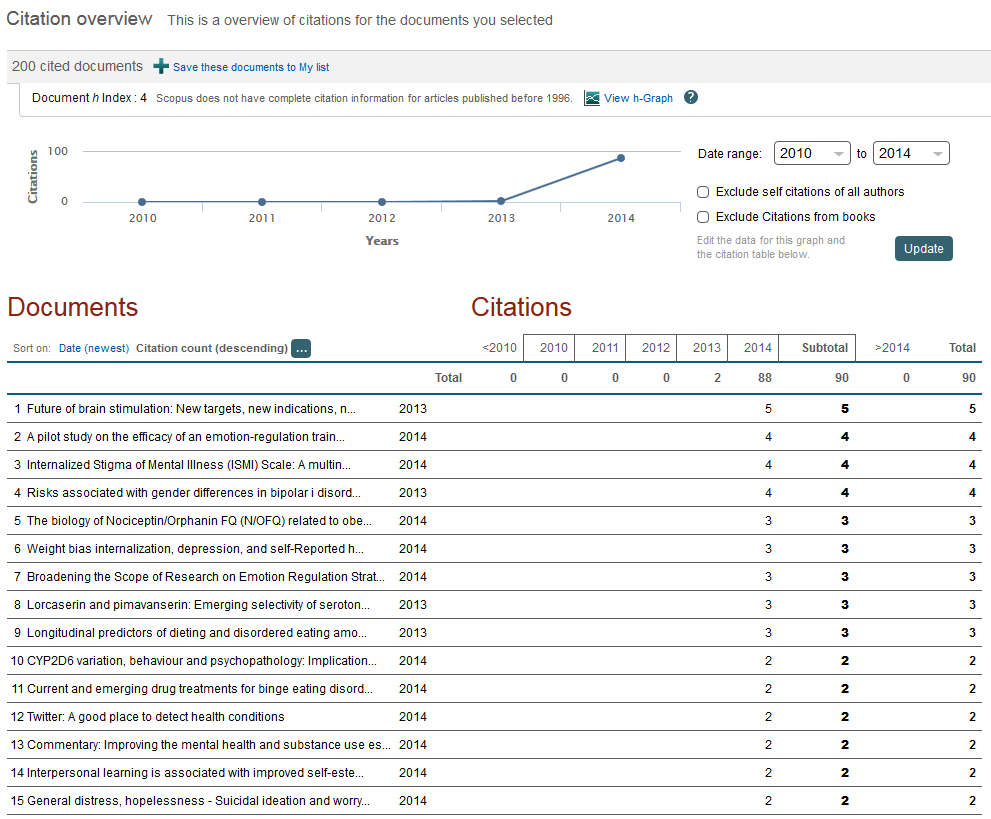 Citation overview This is a overview of citations for the documents you selected
200 cited documents Save these documents to My list
Document h Index : 4 Scopus does not have complete citation information for articles published before 1996. View h-Graph ?
Citations
100
0
2010 2011 2012 2013 2014
Years
Date range: 2010 to 2014
Exclude self citations of all authors
Exclude Citations from books
Edit the data for this graph and
the citation table below.
Update
Documents Citations
Sort on: Date (newest) Citation count (descending) ...
<2010 2010 2011 2012 2013 2014 Subtotal >2014 Total
Total 0 0 0 0 2 88 90 0 90
1 Future of brain stimulation: New targets, new indications, n... 2013 5 5 5
2 A pilot study on the efficacy of an emotion-regulation train... 2014 4 4 4
3 Internalized Stigma of Mental Illness (ISMI) Scale: A multin... 2014 4 4 4
4 Risks associated with gender differences in bipolar i disord... 2013 4 4 4
5 The biology of Nociceptin/Orphanin FQ (N/OFQ) related to obe... 2014 3 3 3
6 Weight bias internalization, depression, and self-Reported h... 2014 3 3 3
7 Broadening the Scope of Research on Emotion Regulation Strat... 2014 3 3 3
8 Lorcaserin and pimavanserin: Emerging selectivity of seroton... 2013 3 3 3
9 Longitudinal predictors of dieting and disordered eating amo... 2013 3 3 3
10 CYP2D6 variation, behaviour and psychopathology: Implication... 2014 2 2 2
11 Current and emerging drug treatments for binge eating disord... 2014 2 2 2
12 Twitter: A good place to detect health conditions 2014 2 2 2
13 Commentary: Improving the mental health and substance use es... 2014 2 2 2
14 Interpersonal learning is associated with improved self-este... 2014 2 2 2
15 General distress, hopelessness - Suicidal ideation and worry... 2014 2 2 2